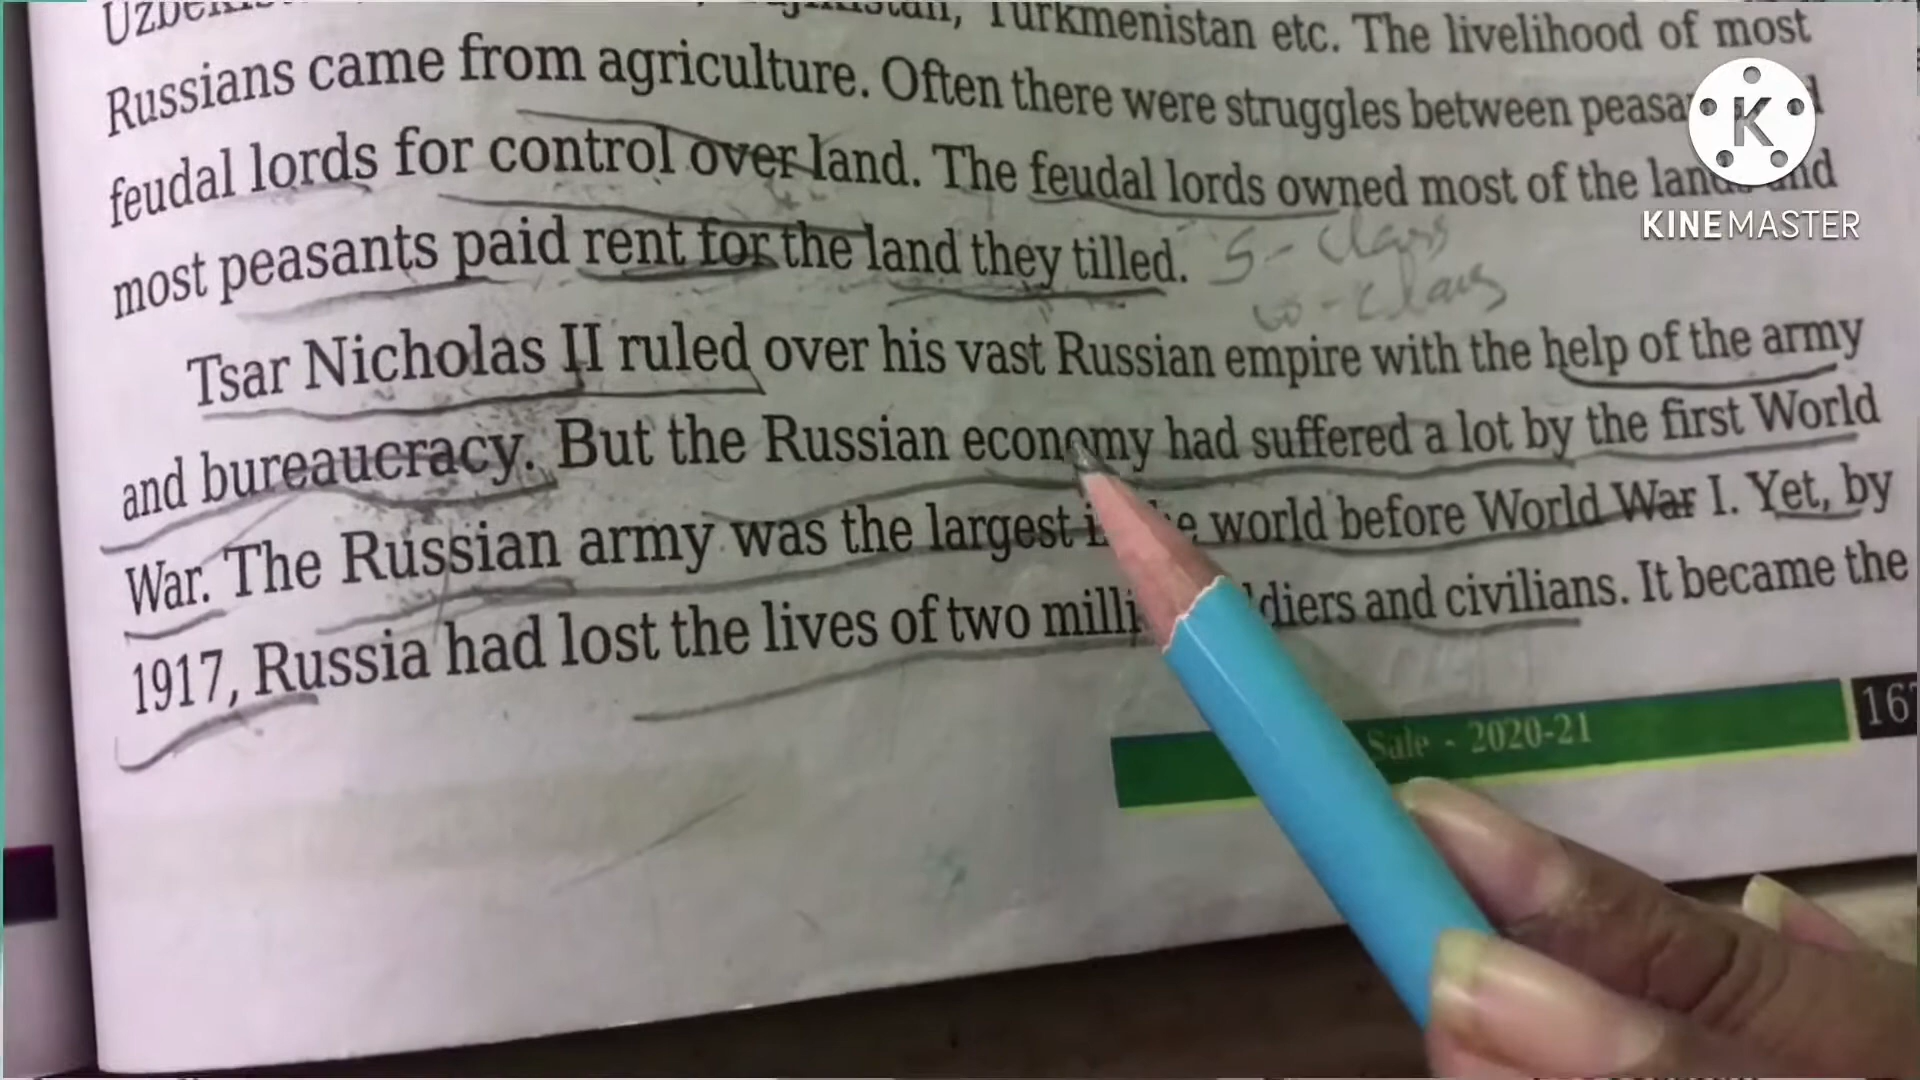 Turkmenistan etc. The livelihood of most
Russians came from agriculture. Often there were struggles between
feudal lords for control over land. The feudal lords owned most of the
most peasants paid rent for the land they tilled.
S - Class
w - Class
Tsar Nicholas II ruled over his vast Russian empire with the help of the army
and bureaucracy. But the Russian economy had suffered a lot by the first World
War. The Russian army was the largest world before World War I. Yet, by
1917, Russia had lost the lives of two and civilians. It became the
Sale - 2020-21
KINEMASTER